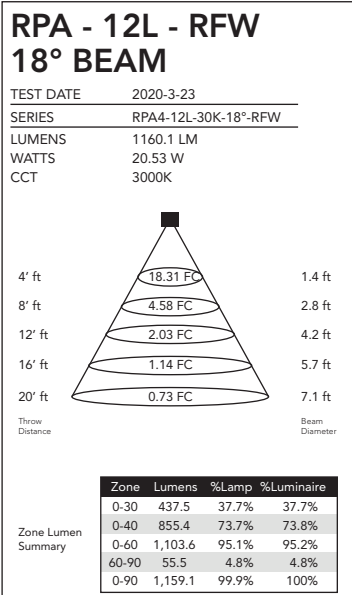 RPA - 12L - RFW
18° BEAM
TEST DATE 2020-3-23
SERIES RPA4-12L-30K-18°-RFW
LUMENS 1160.1 LM
WATTS 20.53 W
CCT 3000K
4' ft 18.31 FC 1.4 ft
8' ft 4.58 FC 2.8 ft
12' ft 2.03 FC 4.2 ft
16' ft 1.14 FC 5.7 ft
20' ft 0.73 FC 7.1 ft
Throw Distance
Beam Diameter
Zone Lumen Summary
Zone Lumens %Lamp %Luminaire
0-30 437.5 37.7% 37.7%
0-40 855.4 73.7% 73.8%
0-60 1,103.6 95.1% 95.2%
60-90 55.5 4.8% 4.8%
0-90 1,159.1 99.9% 100%